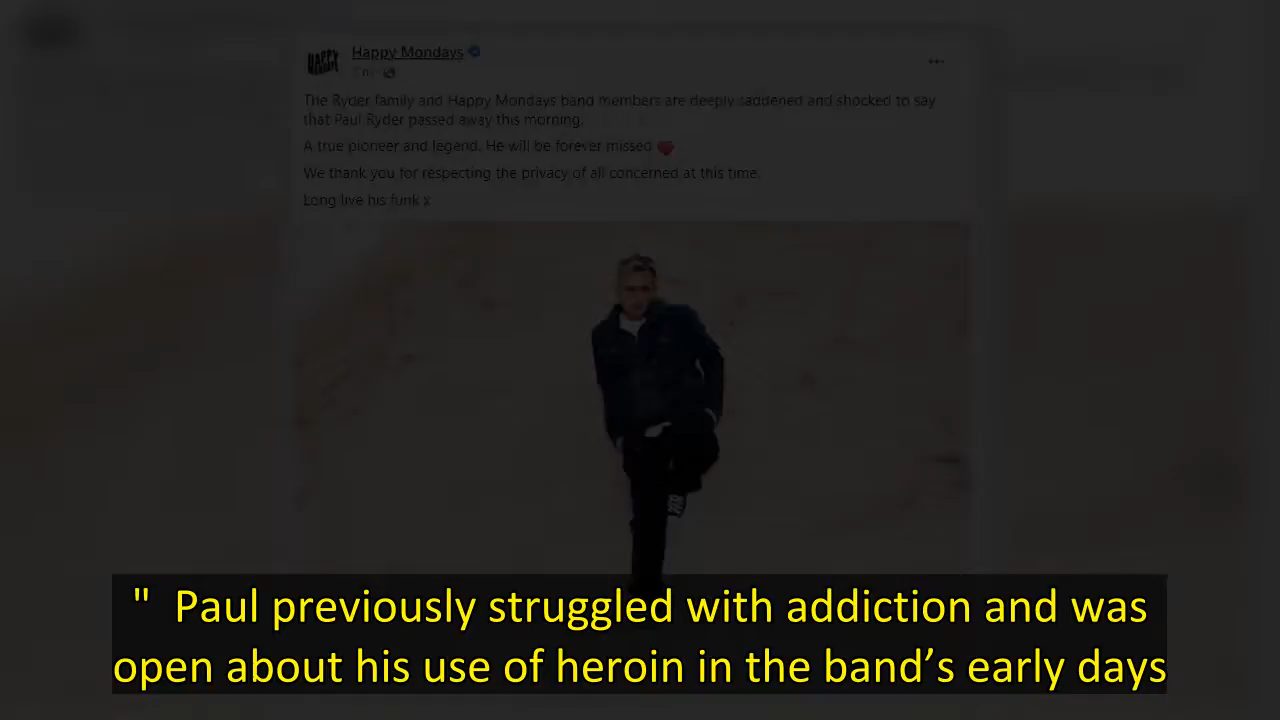 HAPPY MONDAYS
Happy Mondays
The Ryder family and Happy Mondays band members are deeply saddened and shocked to say
that Paul Ryder passed away this morning.
A true pioneer and legend. He will be forever missed ❤️
We thank you for respecting the privacy of all concerned at this time.
Long live his funk x
" Paul previously struggled with addiction and was
open about his use of heroin in the band’s early days